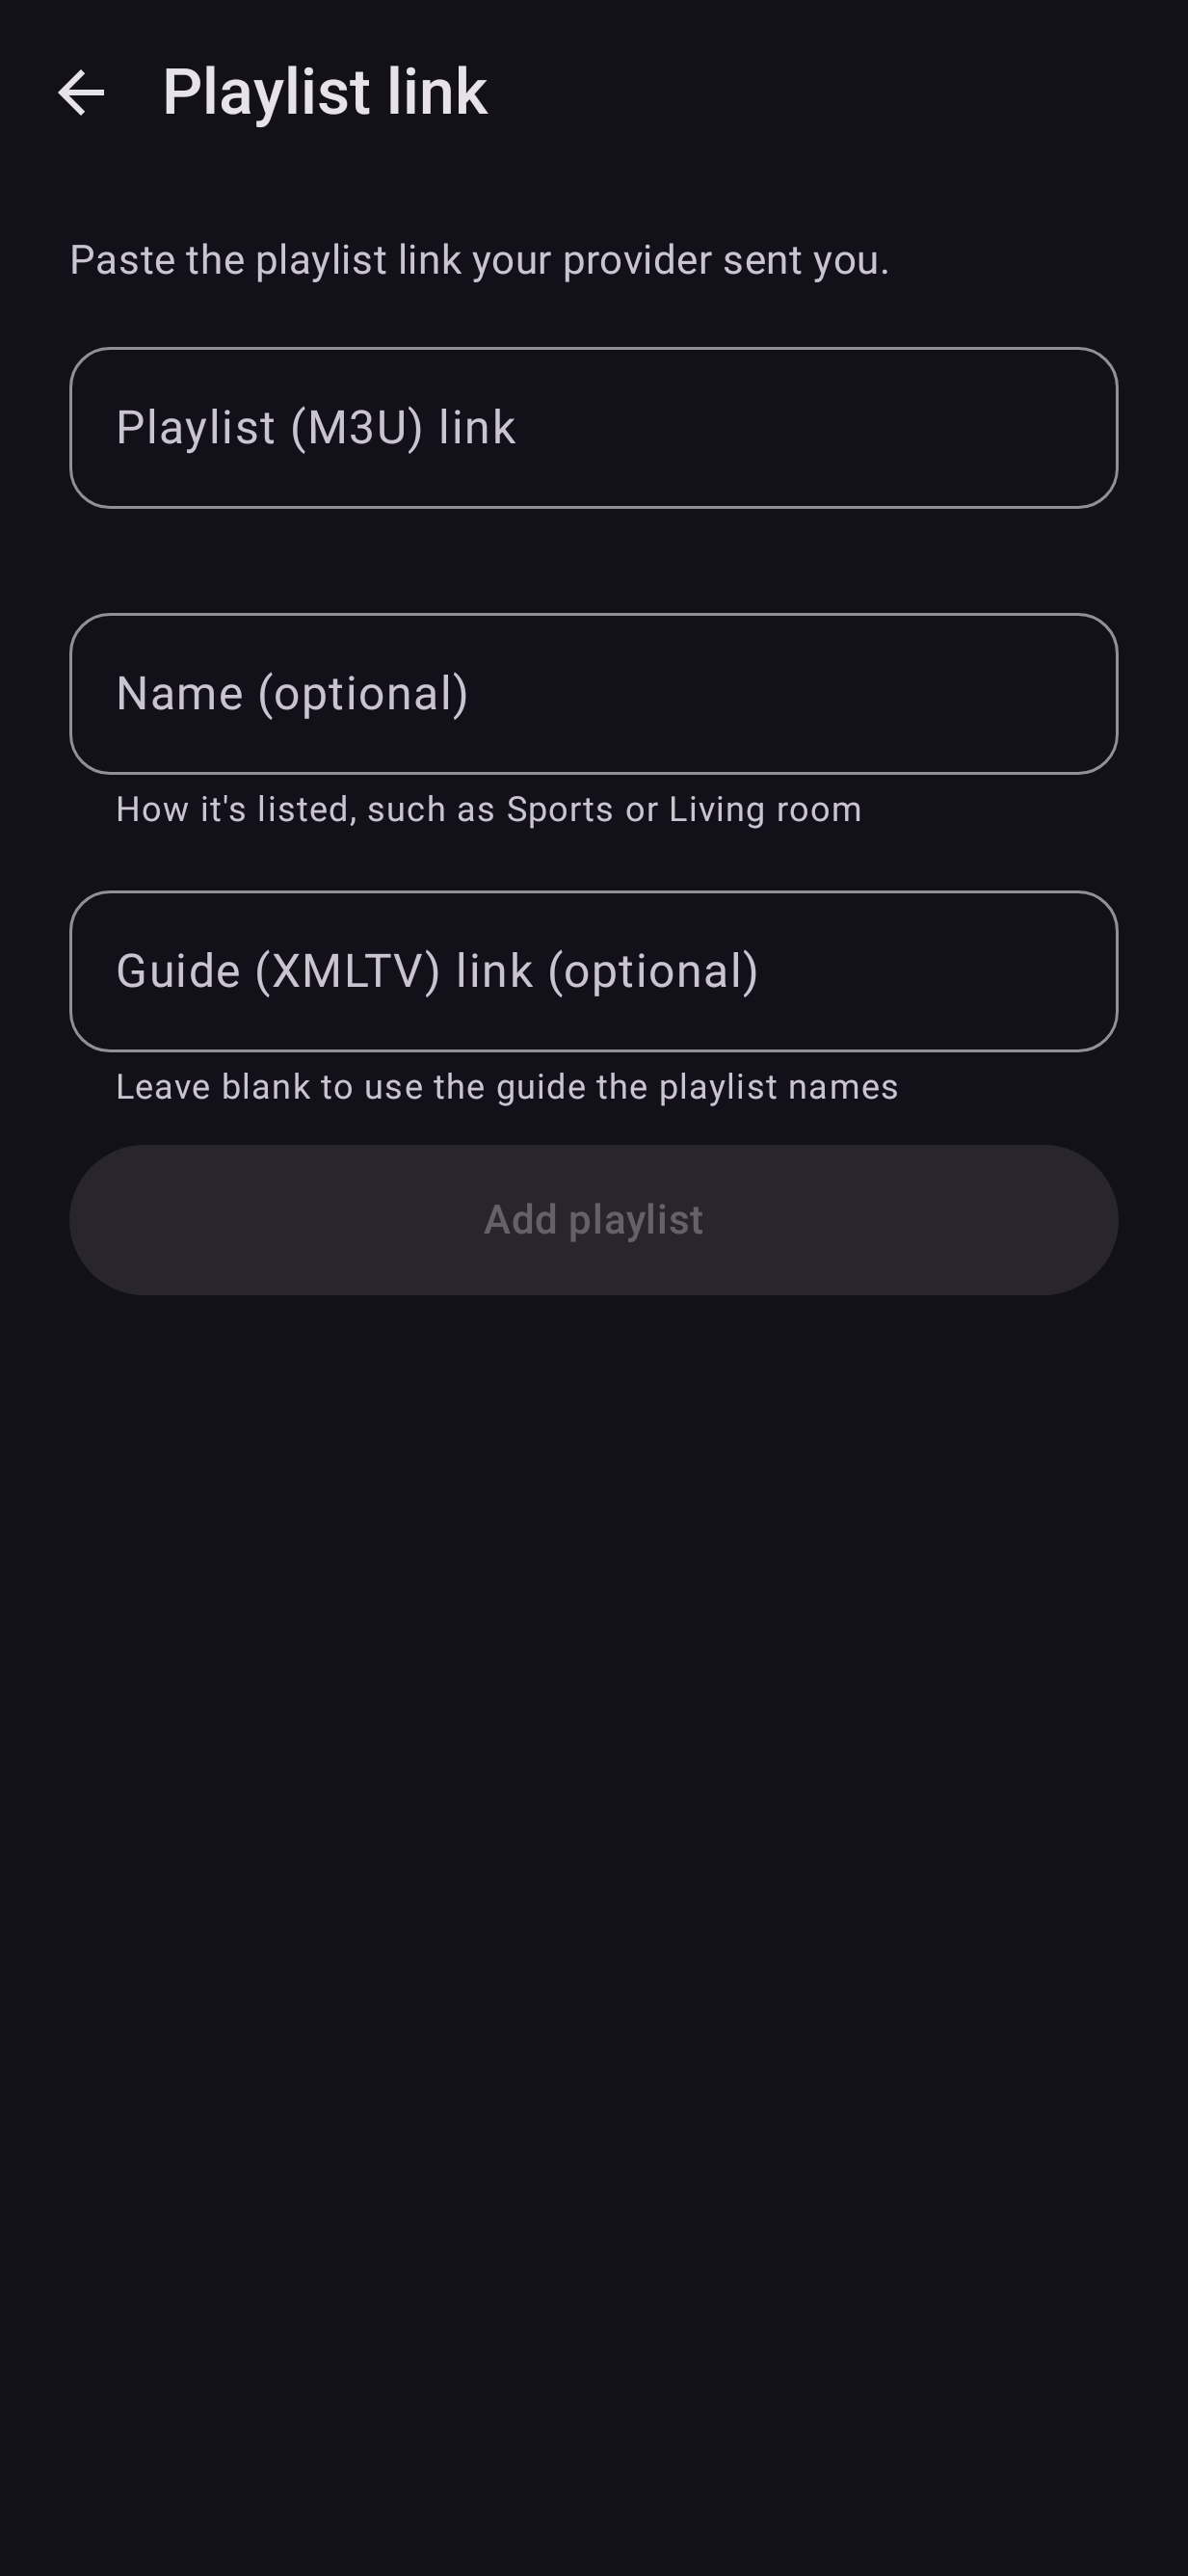 Playlist link
Paste the playlist link your provider sent you.
Playlist (M3U) link
Name (optional)
How it's listed, such as Sports or Living room
Guide (XMLTV) link (optional)
Leave blank to use the guide the playlist names
Add playlist